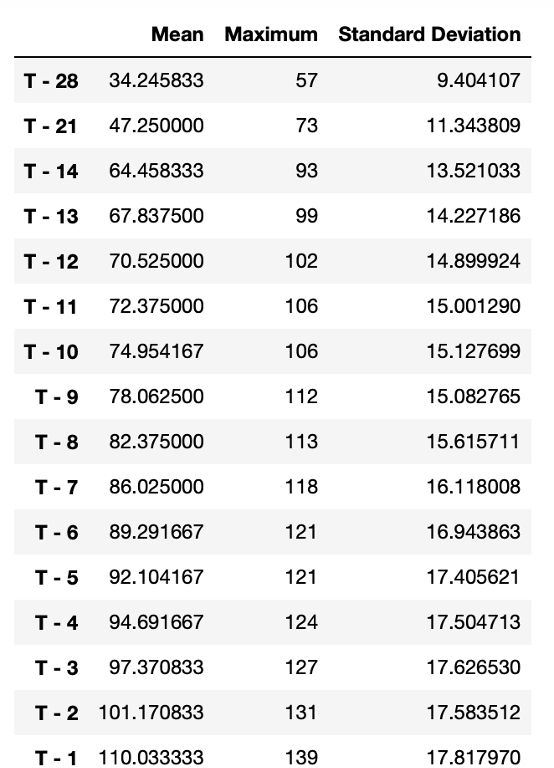 Mean Maximum Standard Deviation
T - 28 34.245833 57 9.404107
T - 21 47.250000 73 11.343809
T - 14 64.458333 93 13.521033
T - 13 67.837500 99 14.227186
T - 12 70.525000 102 14.899924
T - 11 72.375000 106 15.001290
T - 10 74.954167 106 15.127699
T - 9 78.062500 112 15.082765
T - 8 82.375000 113 15.615711
T - 7 86.025000 118 16.118008
T - 6 89.291667 121 16.943863
T - 5 92.104167 121 17.405621
T - 4 94.691667 124 17.504713
T - 3 97.370833 127 17.626530
T - 2 101.170833 131 17.583512
T - 1 110.033333 139 17.817970